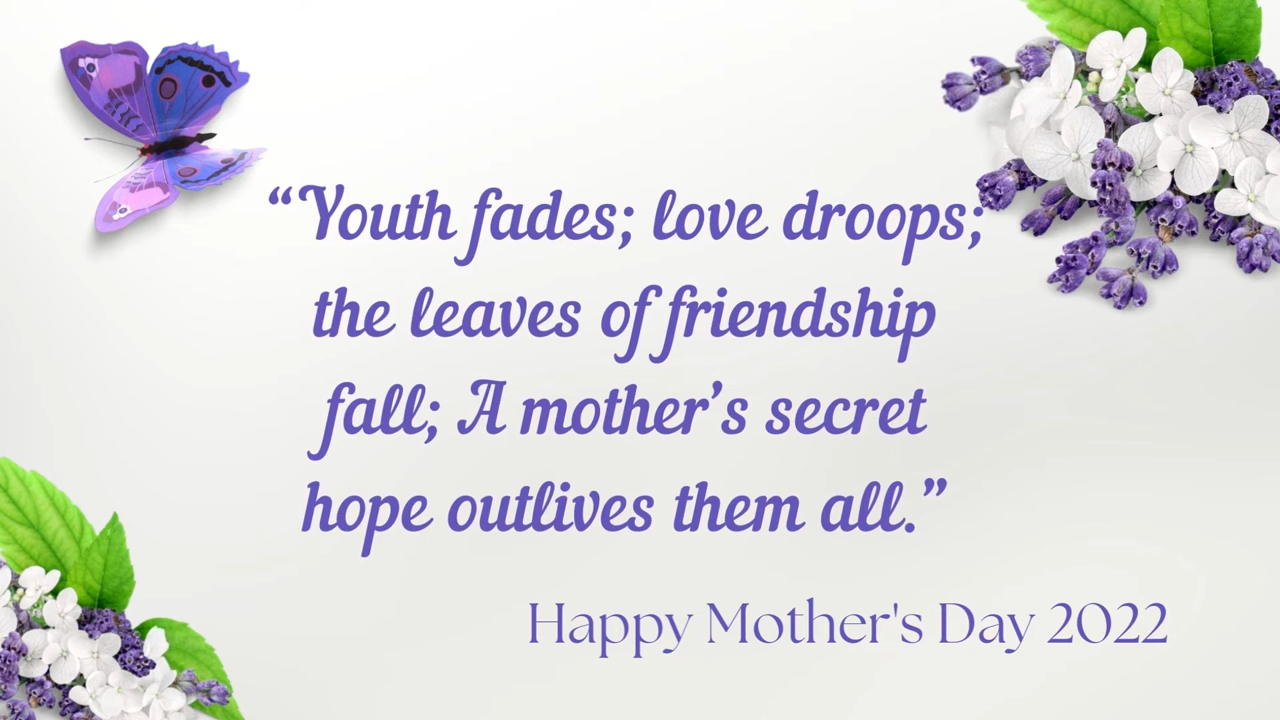 “Youth fades; love droops;
the leaves of friendship
fall; A mother’s secret
hope outlives them all.”
Happy Mother's Day 2022